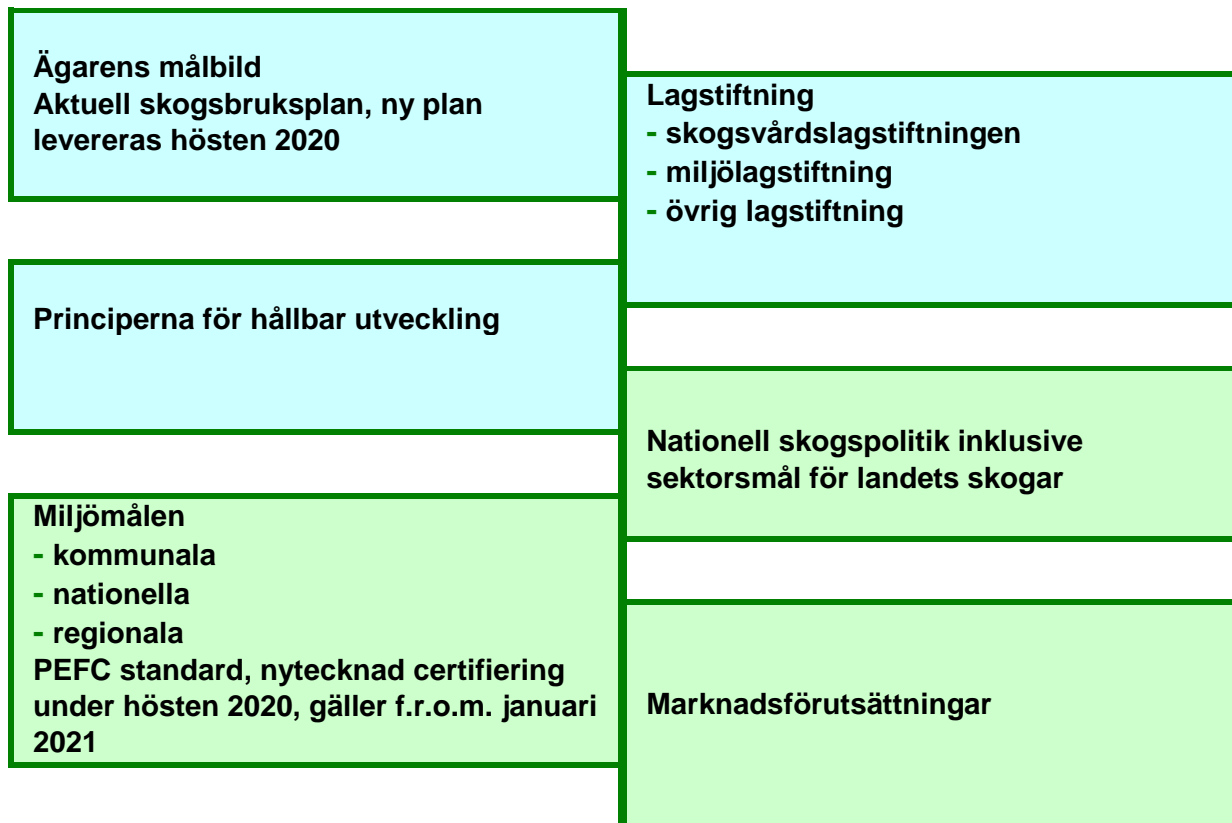 Ägarens målbild
Aktuell skogsbruksplan, ny plan
levereras hösten 2020
Lagstiftning
- skogsvårdslagstiftningen
- miljölagstiftning
- övrig lagstiftning
Principerna för hållbar utveckling
Nationell skogspolitik inklusive
sektorsmål för landets skogar
Miljömålen
- kommunala
- nationella
- regionala
PEFC standard, nytecknad certifiering
under hösten 2020, gäller f.r.o.m. januari
2021
Marknadsförutsättningar